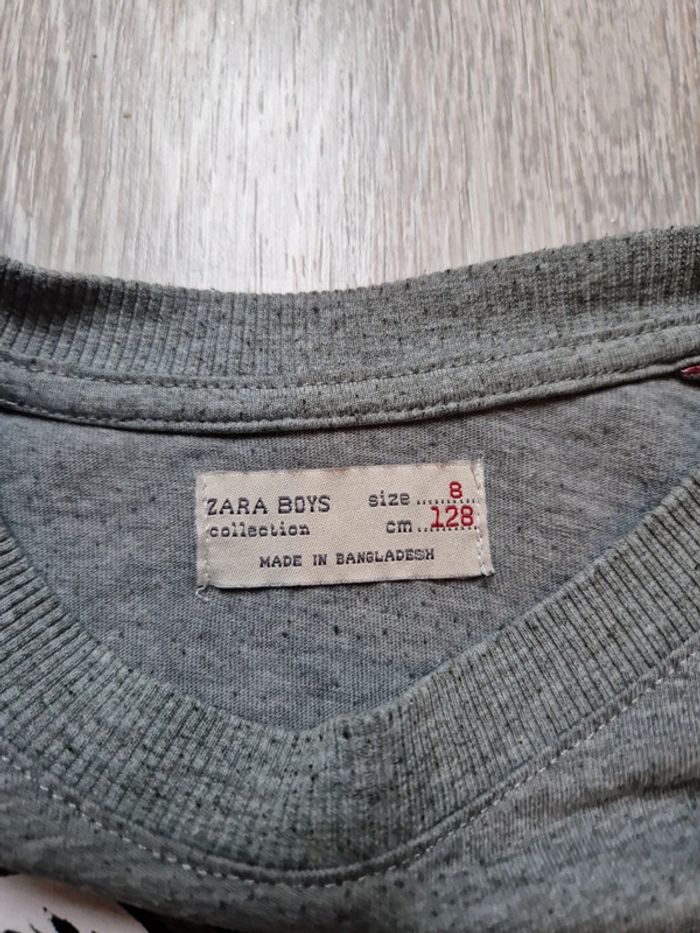 ZARA BOYS size ....... 8
collection cm ....... 128
MADE IN BANGLADESH